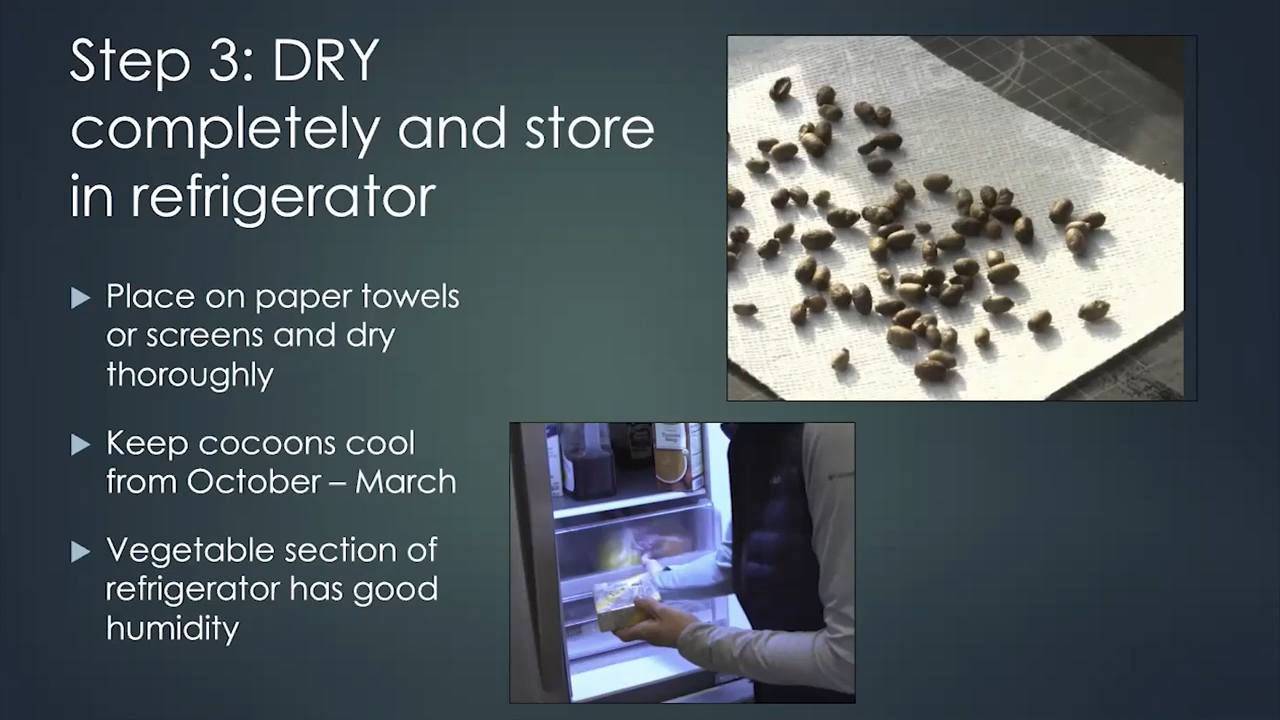 Step 3: DRY
completely and store
in refrigerator
Place on paper towels
or screens and dry
thoroughly
Keep cocoons cool
from October – March
Vegetable section of
refrigerator has good
humidity